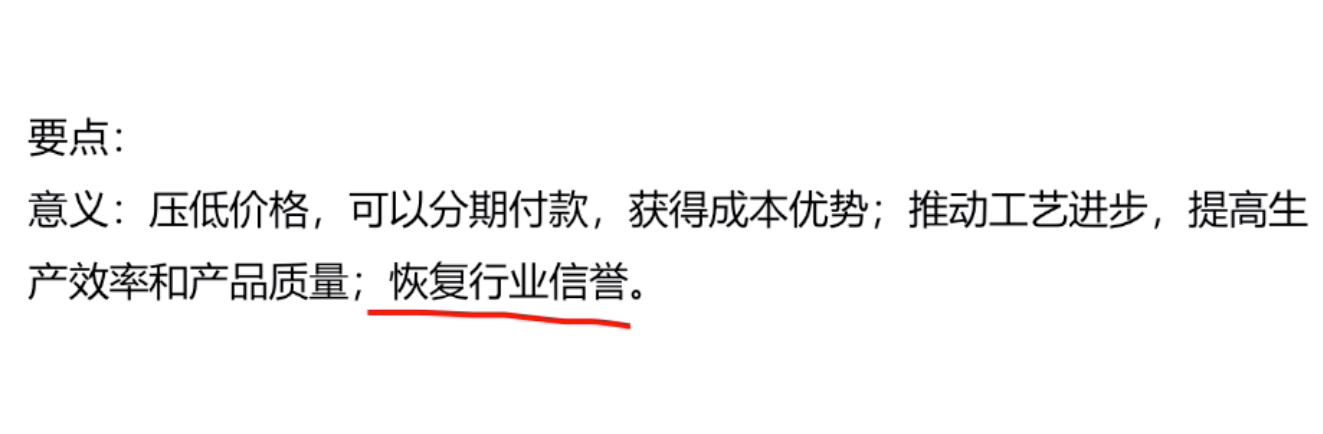 要点：
意义：压低价格，可以分期付款，获得成本优势；推动工艺进步，提高生
产效率和产品质量；恢复行业信誉。